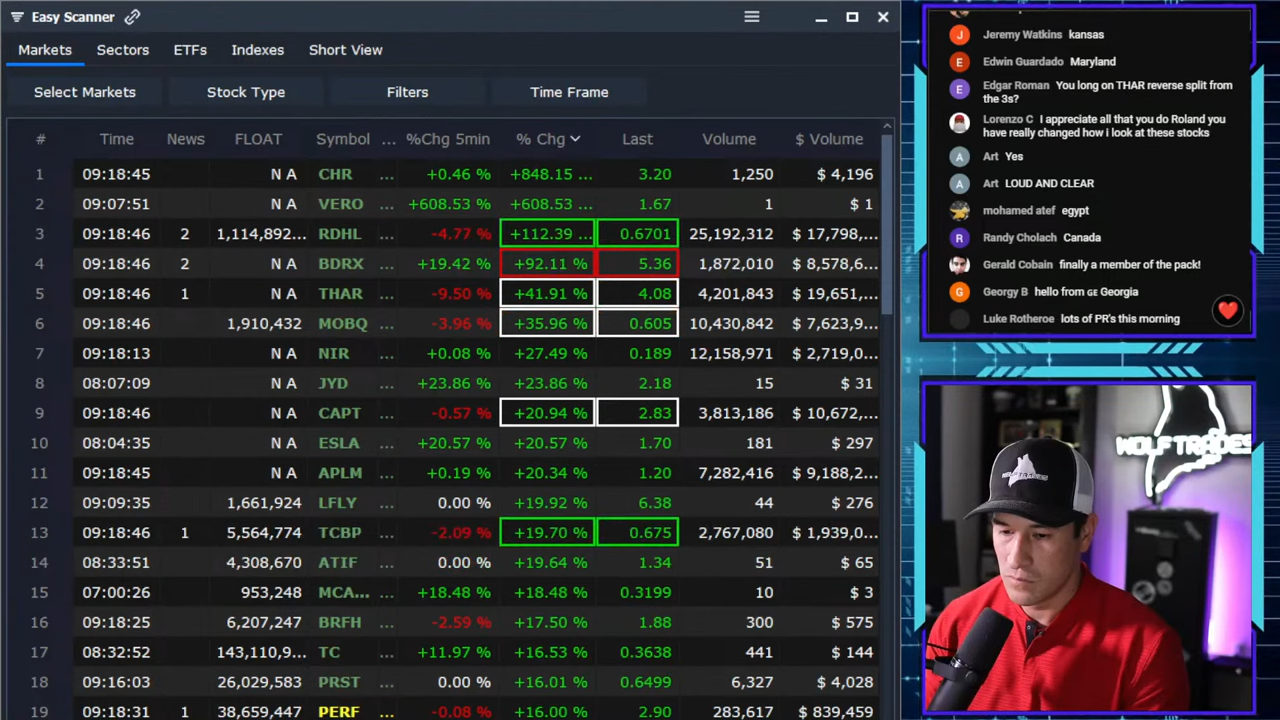 Easy Scanner
Markets Sectors ETFs Indexes Short View
Select Markets Stock Type Filters Time Frame
# Time News FLOAT Symbol ... %Chg 5min % Chg Last Volume $ Volume
1 09:18:45 N A CHR ... +0.46 % +848.15 ... 3.20 1,250 $ 4,196
2 09:07:51 N A VERO ... +608.53 % +608.53 ... 1.67 1 $ 1
3 09:18:46 2 1,114,892... RDHL ... -4.77 % +112.39 ... 0.6701 25,192,312 $ 17,798,...
4 09:18:46 2 N A BDRX ... +19.42 % +92.11 % 5.36 1,872,010 $ 8,573,6...
5 09:18:46 1 N A THAR ... -9.50 % +41.91 % 4.08 4,201,843 $ 19,651,...
6 09:18:46 1,910,432 MOBQ ... -3.96 % +35.96 % 0.605 10,430,842 $ 7,623,9...
7 09:18:13 N A NIR ... +0.08 % +27.49 % 0.189 12,158,971 $ 2,719,0...
8 08:07:09 N A JYD ... +23.86 % +23.86 % 2.18 15 $ 31
9 09:18:46 N A CAPT ... -0.57 % +20.94 % 2.83 3,813,186 $ 10,672,...
10 08:04:35 N A ESLA ... +20.57 % +20.57 % 1.70 181 $ 297
11 09:18:45 N A APLM ... +0.19 % +20.34 % 1.20 7,282,416 $ 9,188,2...
12 09:09:35 1,661,924 LFLY ... 0.00 % +19.92 % 6.38 44 $ 276
13 09:18:46 1 5,564,774 TCBP ... -2.09 % +19.70 % 0.675 2,767,080 $ 1,939,0...
14 08:33:51 4,308,670 ATIF ... 0.00 % +19.64 % 1.34 51 $ 65
15 07:00:26 953,248 MCA... +18.48 % +18.48 % 0.3199 10 $ 3
16 09:18:25 6,207,247 BRFH ... -2.59 % +17.50 % 1.88 300 $ 575
17 08:32:52 143,110,9... TC ... +11.97 % +16.53 % 0.3638 441 $ 144
18 09:16:03 PRST ... 0.00 % +16.01 % 0.6499 6,327 $ 4,028
19 09:18:31 1 38,659,447 PERF ... -0.08 % +16.00 % 2.90 283,617 $ 839,459
J Jeremy Watkins kansas
E Edwin Guardado Maryland
E Edgar Roman You long on THAR reverse split from
the 3s?
Lorenzo C I appreciate all that you do Roland you
have really changed how i look at these stocks
A Art Yes
A Art LOUD AND CLEAR
mohamed atef egypt
R Randy Cholach Canada
Gerald Cobain finally a member of the pack!
G Georgy B hello from GE Georgia
Luke Rotheroe lots of PR's this morning
WOLF TRADES